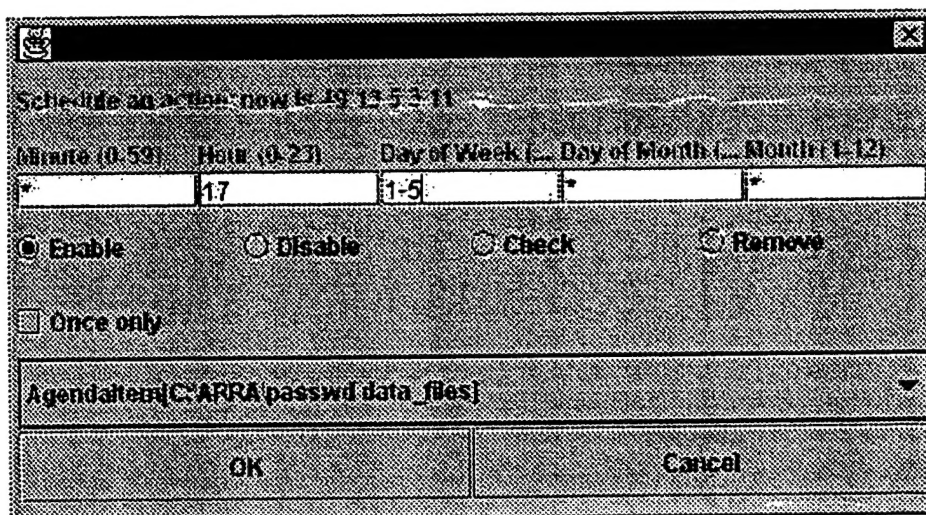 Schedule an action: now is 49 13 5 3 11
Minute (0-59) Hour (0-23) Day of Week (... Day of Month (... Month (1-12)
* 17 1-5 * *
Enable Disable Check Remove
Once only
AgendaItem[C:\ARRA\passwd data_files]
OK Cancel